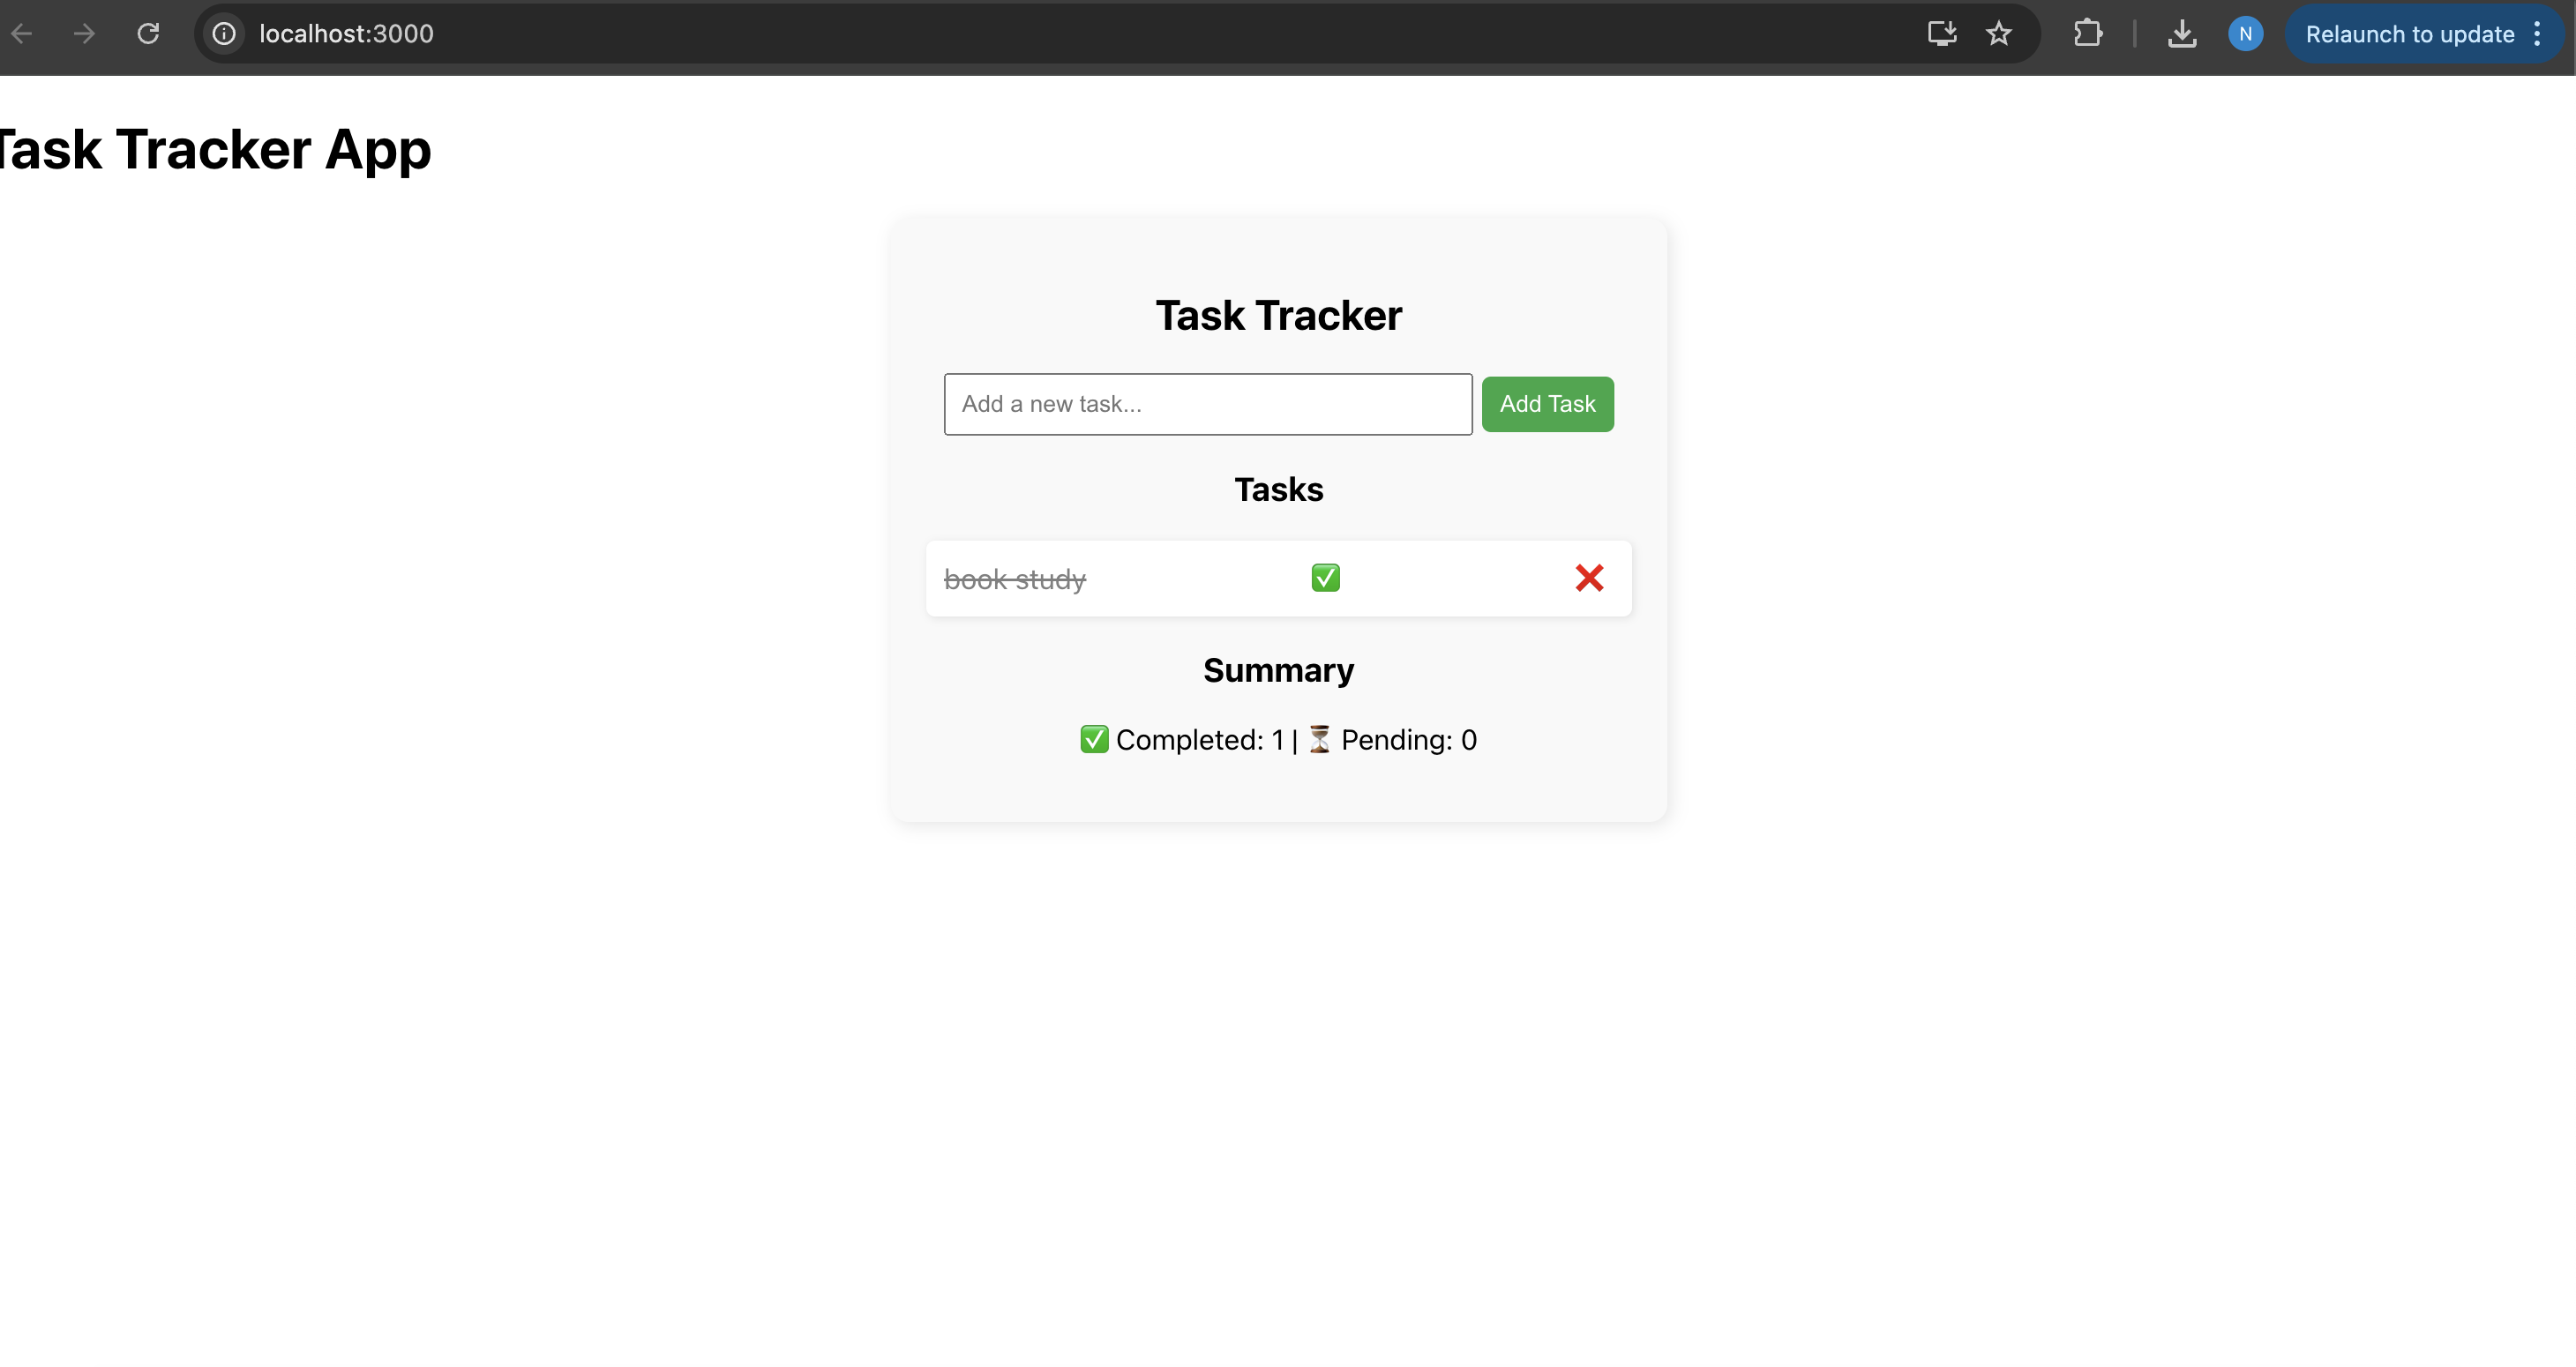 localhost:3000
N
Relaunch to update
Task Tracker App
Task Tracker
Add a new task...
Add Task
Tasks
book study
Summary
✅ Completed: 1 | ⏳ Pending: 0